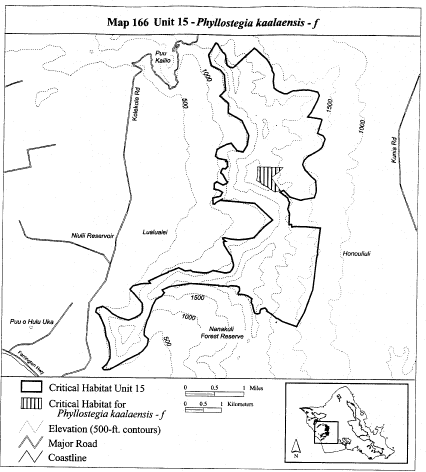 Map 166 Unit 15 - Phyllostegia kaalaensis - f
Puu
Kailio
1000
Kolekole Rd
500
1500
1000
Kunia Rd
Niulii Reservoir
Lualualei
Honouliuli
1500
1000
500
Nanakuli
Forest Reserve
Puu o Hulu Uka
Farrington Hwy
Critical Habitat Unit 15
Critical Habitat for
Phyllostegia kaalaensis - f
Elevation (500-ft. contours)
Major Road
Coastline
0 0.5 1 Miles
0 0.5 1 Kilometers
N